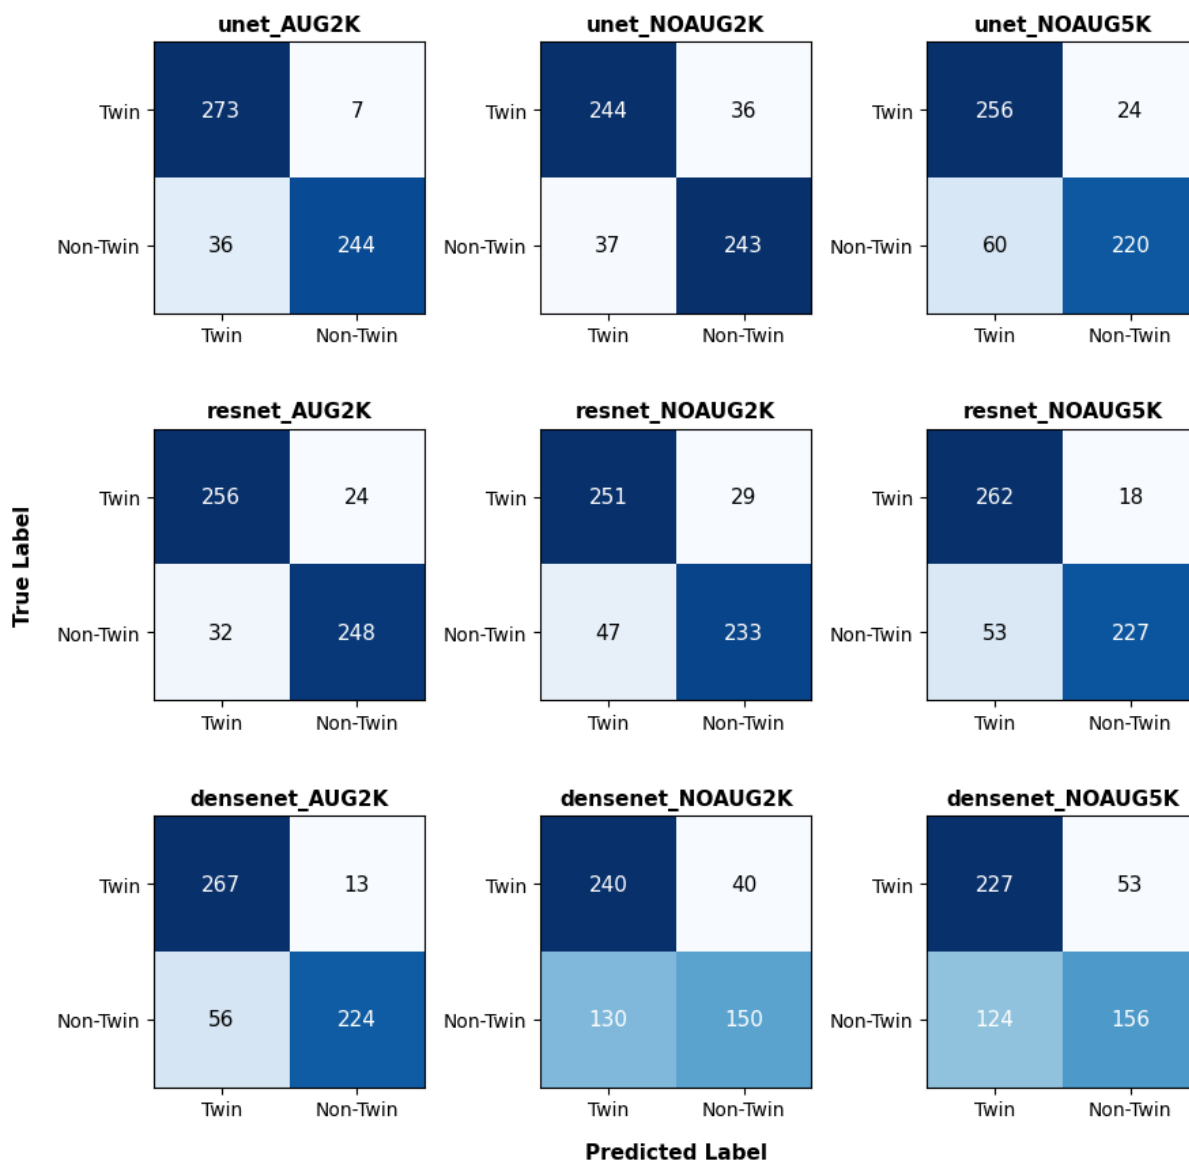 unet_AUG2K unet_NOAUG2K unet_NOAUG5K
Twin 273 7 Twin 244 36 Twin 256 24
Non-Twin 36 244 Non-Twin 37 243 Non-Twin 60 220
Twin Non-Twin Twin Non-Twin Twin Non-Twin
resnet_AUG2K resnet_NOAUG2K resnet_NOAUG5K
Twin 256 24 Twin 251 29 Twin 262 18
True Label
Non-Twin 32 248 Non-Twin 47 233 Non-Twin 53 227
Twin Non-Twin Twin Non-Twin Twin Non-Twin
densenet_AUG2K densenet_NOAUG2K densenet_NOAUG5K
Twin 267 13 Twin 240 40 Twin 227 53
Non-Twin 56 224 Non-Twin 130 150 Non-Twin 124 156
Twin Non-Twin Twin Non-Twin Twin Non-Twin
Predicted Label